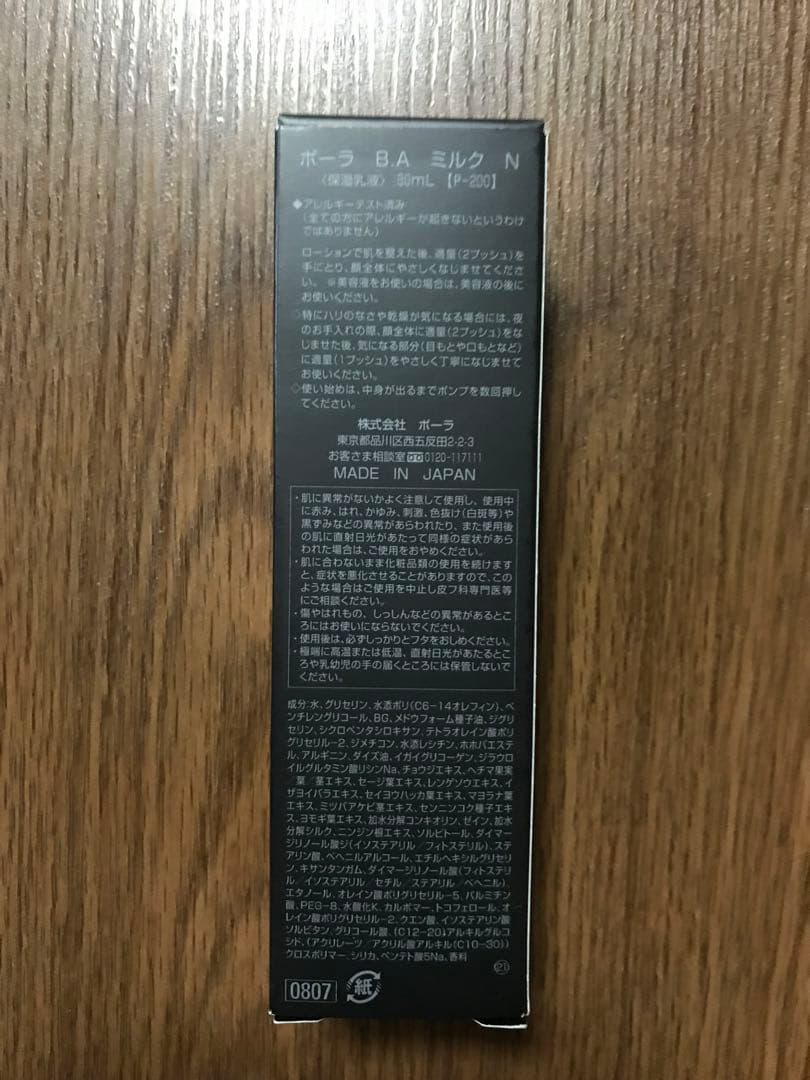 ポーラ B.A ミルク N
〈保湿乳液〉 80mL 【P-200】
◆アレルギーテスト済み
(全ての方にアレルギーが起きないというわけ
ではありません)
ローションで肌を整えた後、適量(2プッシュ)を
手にとり、顔全体にやさしくなじませてくださ
い。 ※美容液をお使いの場合は、美容液の後に
お使いください。
◇特にハリのなさや乾燥が気になる場合には、夜
のお手入れの際、顔全体に適量(2プッシュ)をな
じませた後、気になる部分(目もとや口もとなど)
に適量(1プッシュ)をやさしく丁寧になじませて
お使いください。
◇使い始めは、中身が出るまでポンプを数回押し
てください。
株式会社 ポーラ
東京都品川区西五反田2-2-3
お客さま相談室 0120-117111
MADE IN JAPAN
・肌に異常がないかよく注意して使用し、使用中
に赤み、はれ、かゆみ、刺激、色抜け(白斑等)や
黒ずみなどの異常があらわれたり、また使用後
の肌に直射日光があたって同様の症状があら
われた場合は、ご使用をおやめください。
・肌に合わないまま化粧品類の使用を続けます
と、症状を悪化させることがありますので、この
ような場合はご使用を中止し皮フ科専門医等
にご相談ください。
・傷やはれもの、しっしんなどの異常があるとこ
ろにはお使いにならないでください。
・使用後は、必ずしっかりとフタをおしめください。
・極端に高温または低温、直射日光があたるとこ
ろや乳幼児の手の届くところには保管しないで
ください。
成分:水、グリセリン、水添ポリ(C6-14オレフィン)、ペ
ンチレングリコール、BG、メドウフォーム種子油、ジグリ
セリン、シクロペンタシロキサン、テトラオレイン酸ポリ
グリセリル-2、ジメチコン、水添レシチン、ホホバエステ
ル、アルギニン、ダイズ油、イガイグリコーゲン、ジラウロ
イルグルタミン酸リシンNa、チョウジエキス、ヘチマ果実
/葉/茎エキス、セージ葉エキス、レンゲソウエキス、イ
ザヨイバラエキス、セイヨウハッカ葉エキス、マヨラナ葉
エキス、ミツバアケビ茎エキス、センニンコク種子エキ
ス、ヨモギ葉エキス、加水分解コンキオリン、ゼイン、加水
分解シルク、ニンジン根エキス、ソルビトール、ダイマー
ジリノール酸ジ(イソステアリル/フィトステリル)、ステ
アリン酸、ベヘニルアルコール、エチルヘキシルグリセリ
ン、キサンタンガム、ダイマージリノール酸(フィトステリ
ル/イソステアリル/セチル/ステアリル/ベヘニル)、
エタノール、オレイン酸ポリグリセリル-5、パルミチン
酸、PEG-8、水酸化K、カルボマー、トコフェロール、オ
レイン酸ポリグリセリル-2、クエン酸、イソステアリン酸
ソルビタン、グリコール酸、(C12-20)アルキルグルコ
シド、(アクリレーツ/アクリル酸アルキル(C10-30))
クロスポリマー、シリカ、ペンテト酸5Na、香料
21
0807
紙